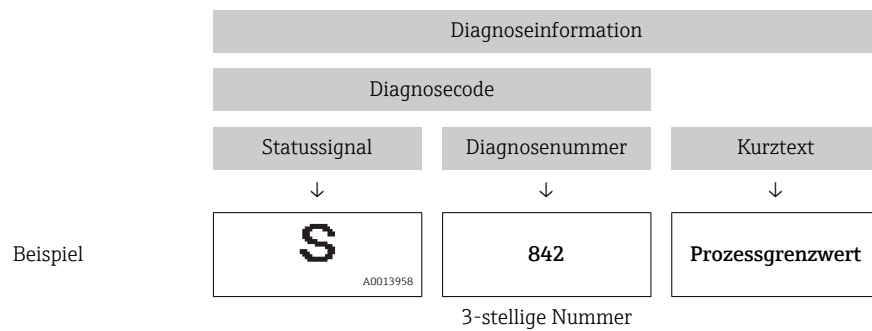 Diagnoseinformation
Diagnosecode
Statussignal Diagnosenummer Kurztext
↓ ↓ ↓
Beispiel S 842 Prozessgrenzwert
A0013958
3-stellige Nummer